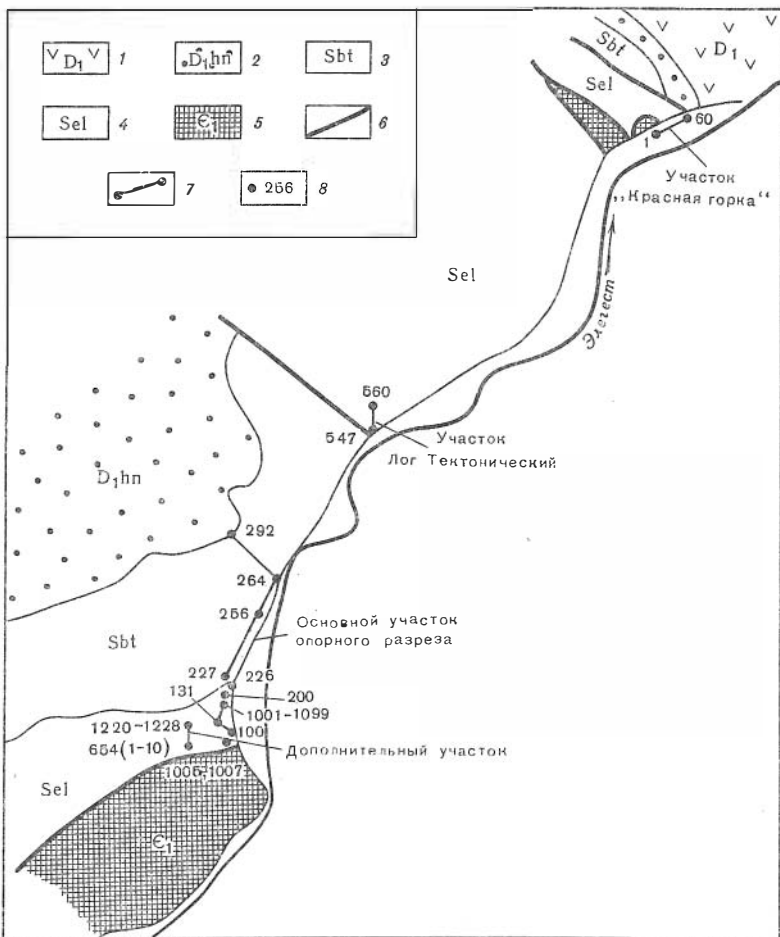 D₁ 1
D₁hn 2
Sbt 3
Sel 4
Є₁ 5
6
7
256 8
Sbt
D₁
Sel
60
1
Участок
„Красная горка“
Sel
Элегест
560
547
Участок
Лог Тектонический
D₁hn
292
264
256
Основной участок
опорного разреза
Sbt
227
226
131
200
1001-1099
1220-1228
100
654(1-10)
Дополнительный участок
1005-1007
Sel
Є₁